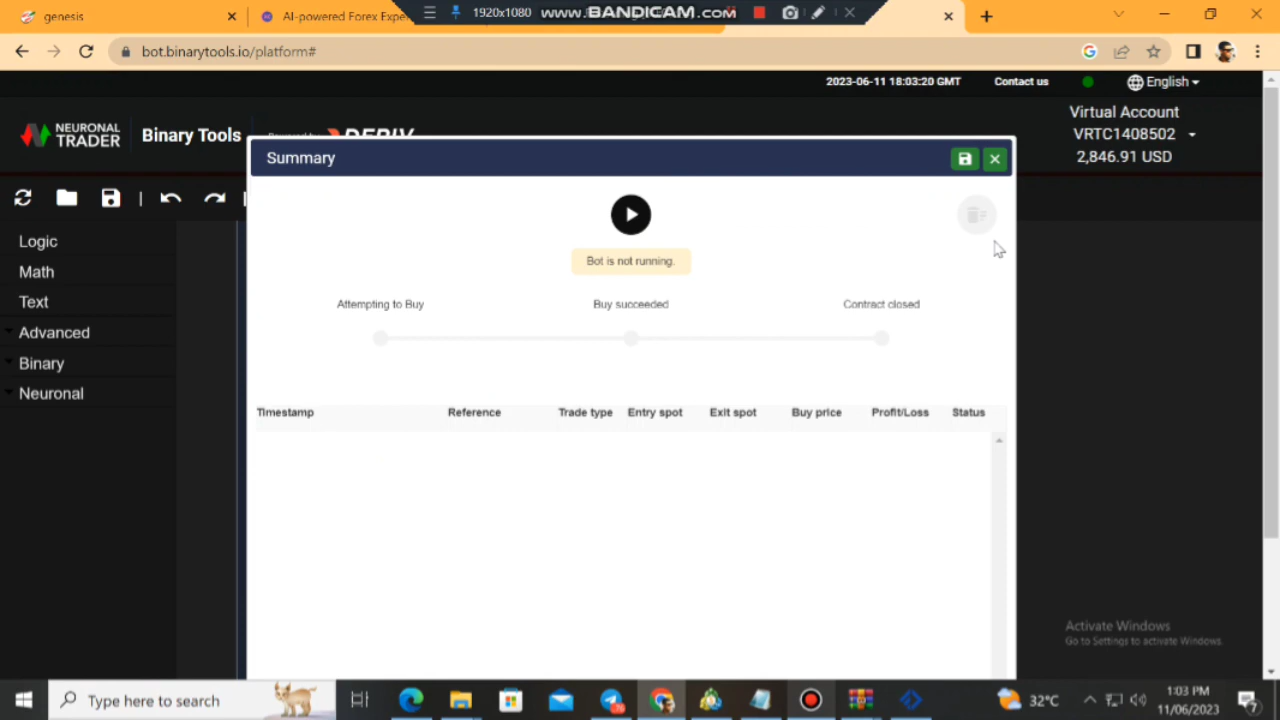 genesis
AI-powered Forex Exper
1920x1080
www.BANDICAM.com
bot.binarytools.io/platform#
2023-06-11 18:03:20 GMT
Contact us
English
NEURONAL
TRADER
Binary Tools
Virtual Account
VRTC1408502
2,846.91 USD
Summary
Bot is not running.
Attempting to Buy
Buy succeeded
Contract closed
Logic
Math
Text
Advanced
Binary
Neuronal
Timestamp
Reference
Trade type
Entry spot
Exit spot
Buy price
Profit/Loss
Status
Activate Windows
Go to Settings to activate Windows.
Type here to search
32°C
1:03 PM
11/06/2023
7